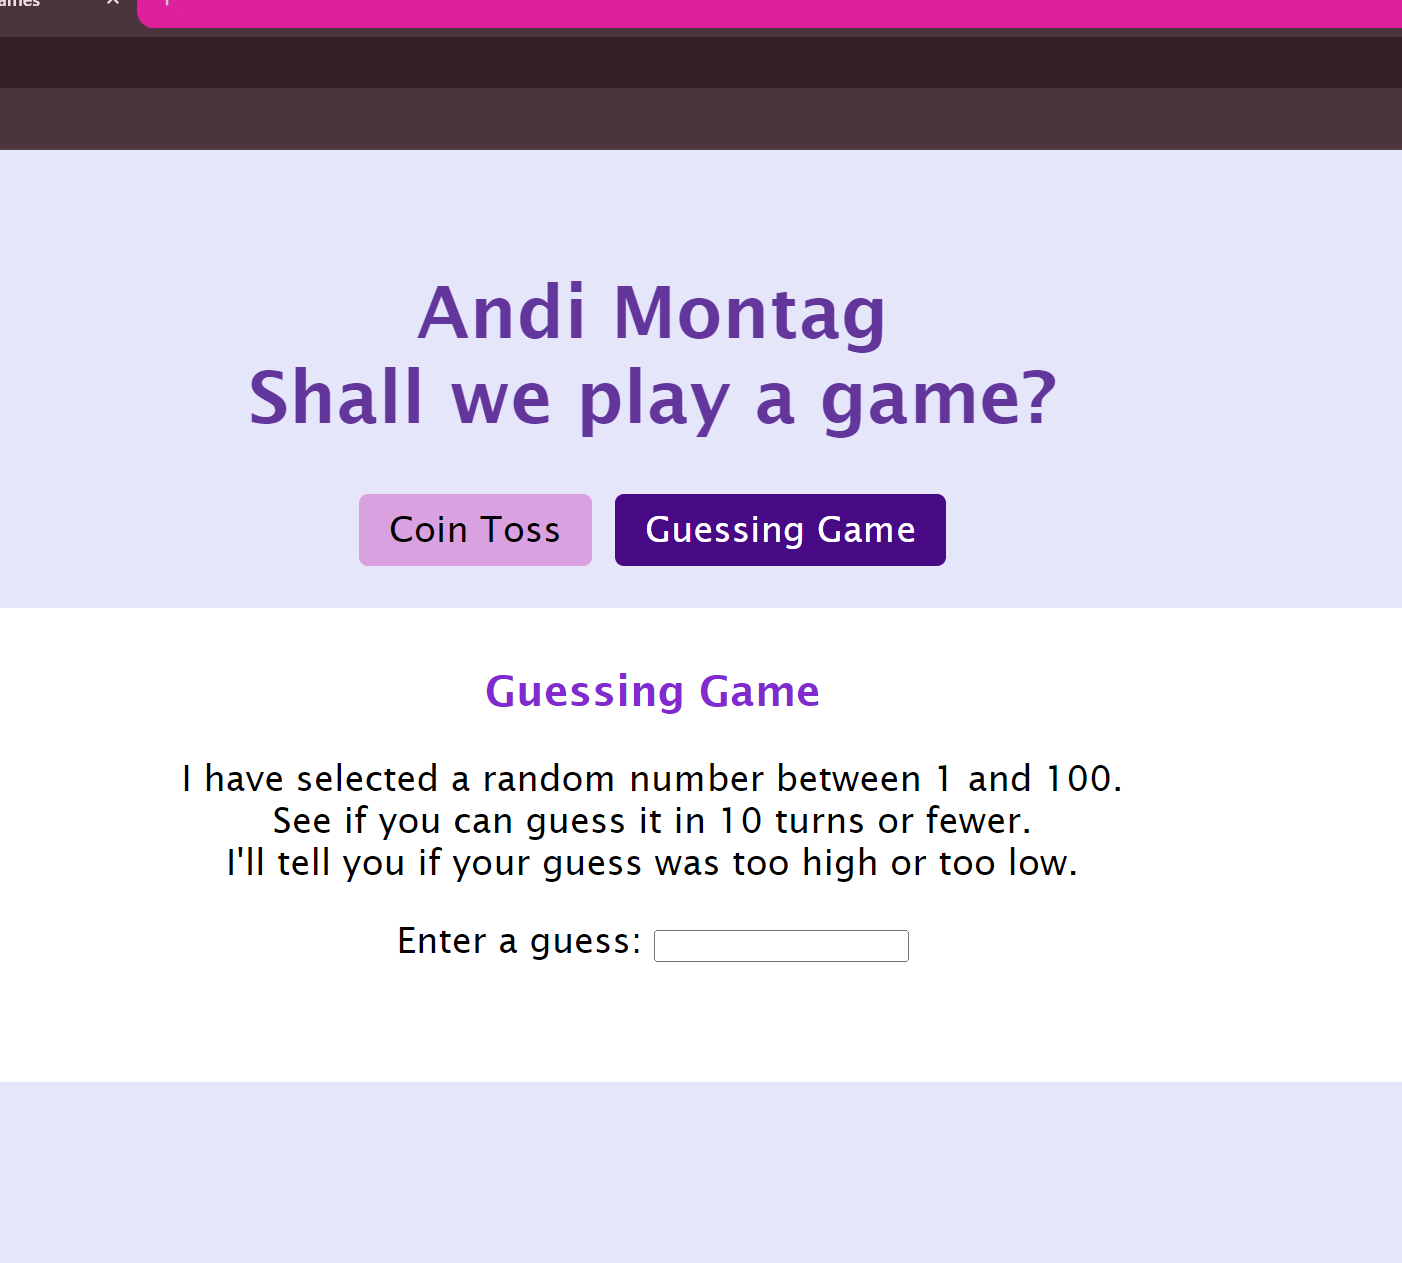 Andi Montag
Shall we play a game?
Coin Toss
Guessing Game
Guessing Game
I have selected a random number between 1 and 100.
See if you can guess it in 10 turns or fewer.
I'll tell you if your guess was too high or too low.
Enter a guess: